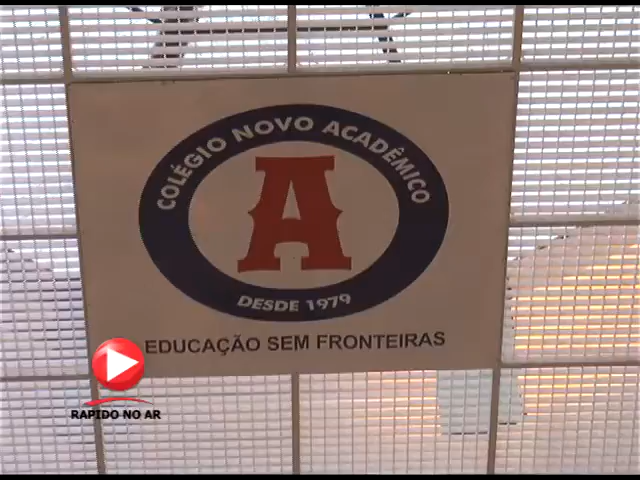 COLÉGIO NOVO ACADÊMICO
A
DESDE 1979
EDUCAÇÃO SEM FRONTEIRAS
RAPIDO NO AR